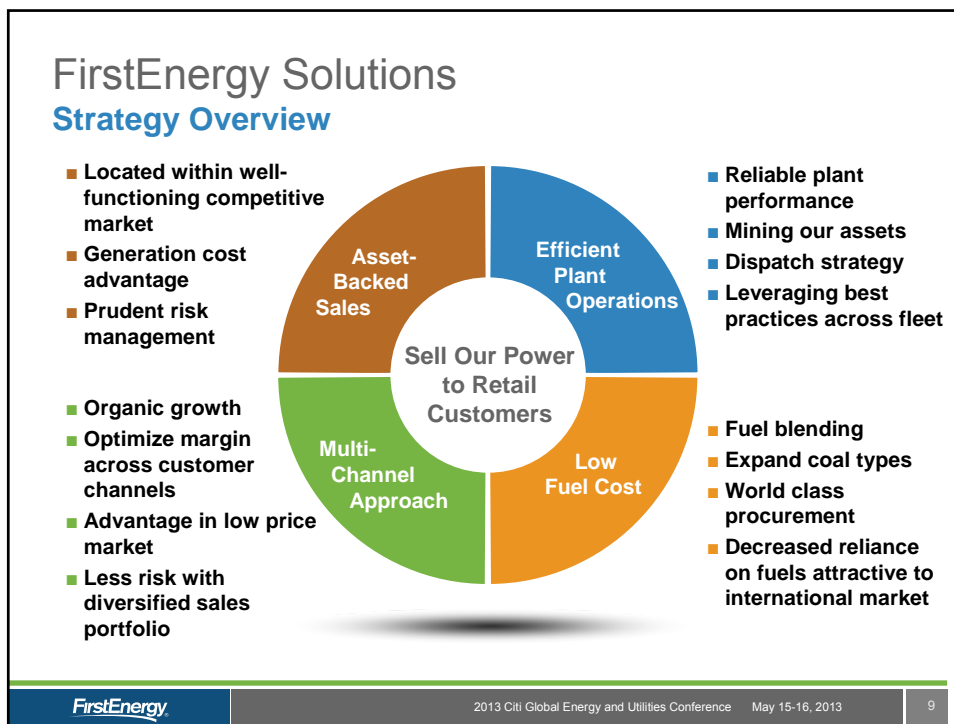 FirstEnergy Solutions
Strategy Overview
■ Located within well-
functioning competitive
market
■ Generation cost
advantage
■ Prudent risk
management
Asset-
Backed
Sales
Efficient
Plant
Operations
■ Reliable plant
performance
■ Mining our assets
■ Dispatch strategy
■ Leveraging best
practices across fleet
Sell Our Power
to Retail
Customers
■ Organic growth
■ Optimize margin
across customer
channels
■ Advantage in low price
market
■ Less risk with
diversified sales
portfolio
Multi-
Channel
Approach
Low
Fuel Cost
■ Fuel blending
■ Expand coal types
■ World class
procurement
■ Decreased reliance
on fuels attractive to
international market
FirstEnergy®
2013 Citi Global Energy and Utilities Conference May 15-16, 2013 9